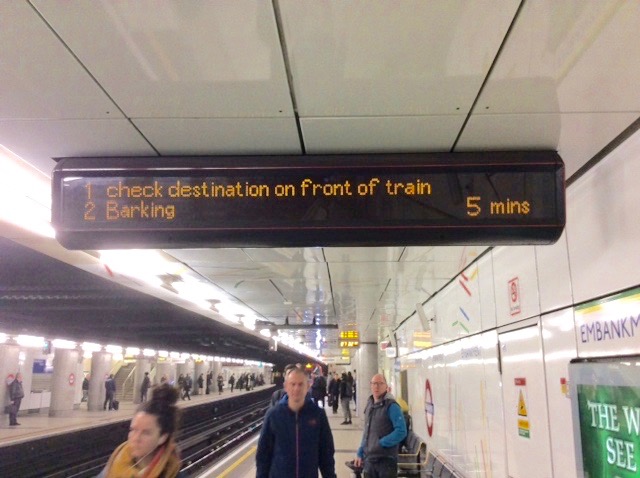 1 check destination on front of train
2 Barking 5 mins
EMBANKM
THE W
SEE